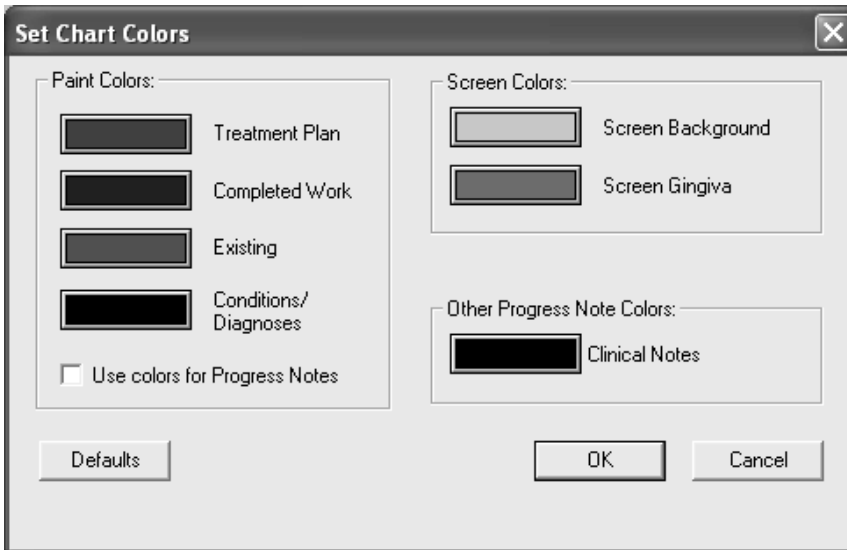 Set Chart Colors
Paint Colors:
Treatment Plan
Completed Work
Existing
Conditions/
Diagnoses
Use colors for Progress Notes
Screen Colors:
Screen Background
Screen Gingiva
Other Progress Note Colors:
Clinical Notes
Defaults
OK
Cancel